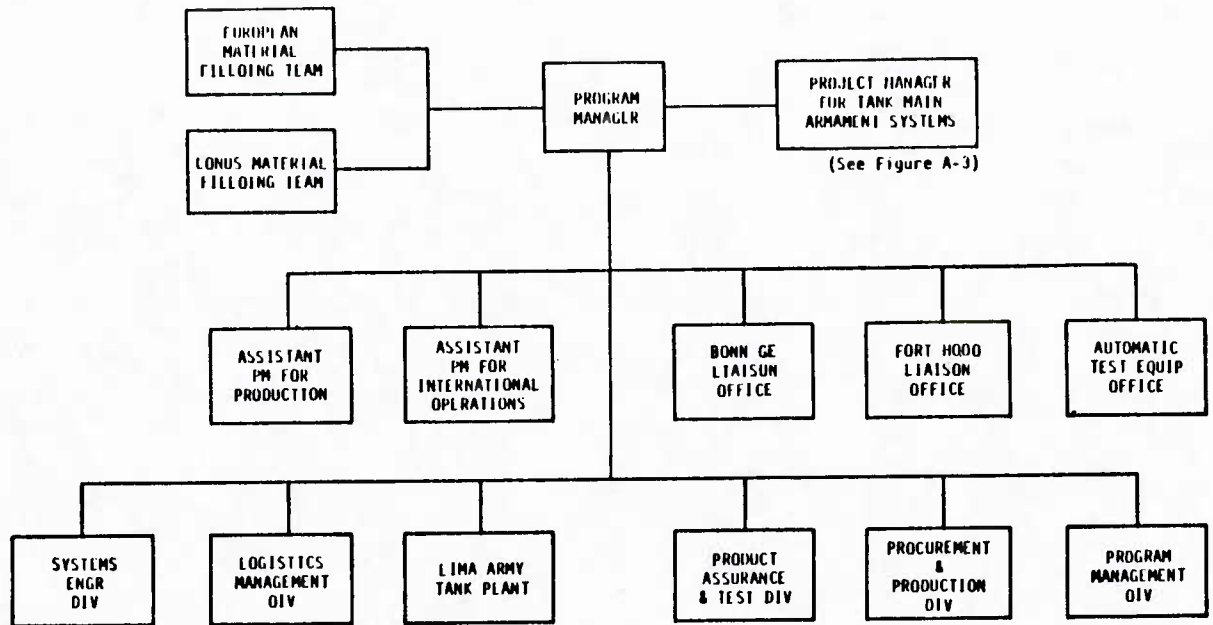 EUROPEAN
MATERIAL
FILLDING TEAM
CONUS MATERIAL
FILLDING TEAM
PROGRAM
MANAGER
PROJECT MANAGER
FOR TANK MAIN
ARMAMENT SYSTEMS
(See Figure A-3)
ASSISTANT
PM FOR
PRODUCTION
ASSISTANT
PM FOR
INTERNATIONAL
OPERATIONS
BONN GE
LIAISON
OFFICE
FORT HOOD
LIAISON
OFFICE
AUTOMATIC
TEST EQUIP
OFFICE
SYSTEMS
ENGR
DIV
LOGISTICS
MANAGEMENT
DIV
LIMA ARMY
TANK PLANT
PRODUCT
ASSURANCE
& TEST DIV
PROCUREMENT
&
PRODUCTION
DIV
PROGRAM
MANAGEMENT
DIV